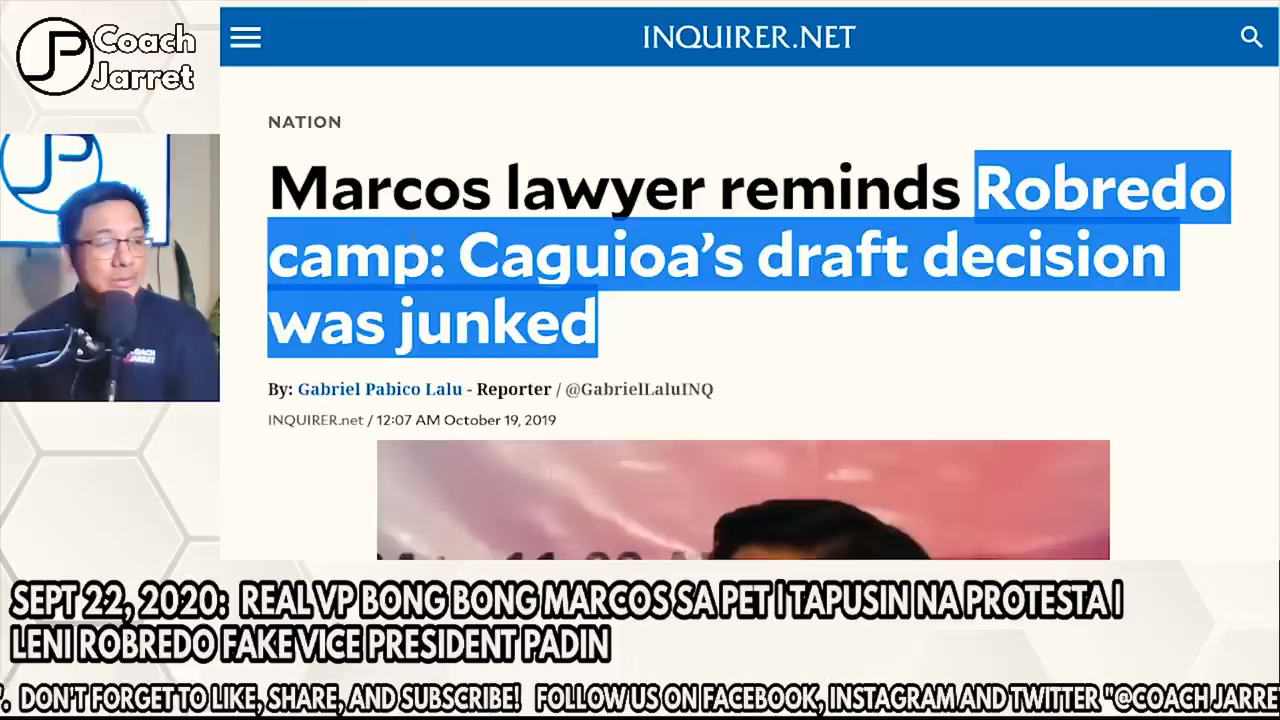 Coach
Jarret
INQUIRER.NET
NATION
Marcos lawyer reminds Robredo
camp: Caguioa’s draft decision
was junked
By: Gabriel Pabico Lalu - Reporter / @GabrielLaluINQ
INQUIRER.net / 12:07 AM October 19, 2019
COACH
JARRET
SEPT 22, 2020: REAL VP BONG BONG MARCOS SA PET | TAPUSIN NA PROTESTA |
LENI ROBREDO FAKE VICE PRESIDENT PADIN
. DON'T FORGET TO LIKE, SHARE, AND SUBSCRIBE! FOLLOW US ON FACEBOOK, INSTAGRAM AND TWITTER "@COACH JARRE